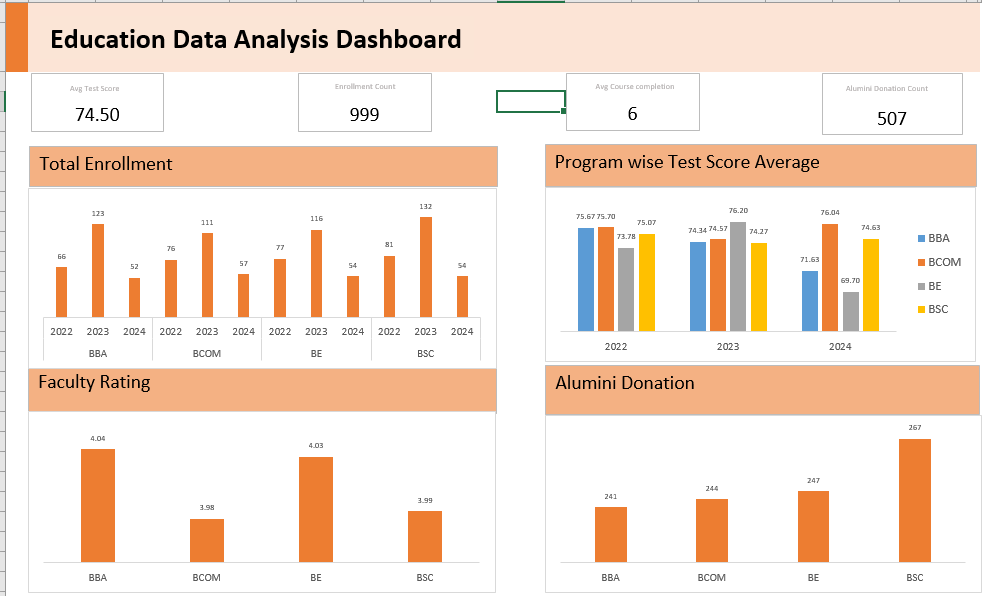 Education Data Analysis Dashboard
Avg Test Score
74.50
Enrollment Count
999
Avg Course completion
6
Alumini Donation Count
507
Total Enrollment
66 123 52 76 111 57 77 116 54 81 132 54
2022 2023 2024 2022 2023 2024 2022 2023 2024 2022 2023 2024
BBA BCOM BE BSC
Program wise Test Score Average
75.67 75.70 73.78 75.07 74.34 74.57 76.20 74.27 71.63 76.04 69.70 74.63
2022 2023 2024
BBA
BCOM
BE
BSC
Faculty Rating
4.04 3.98 4.03 3.99
BBA BCOM BE BSC
Alumini Donation
241 244 247 267
BBA BCOM BE BSC